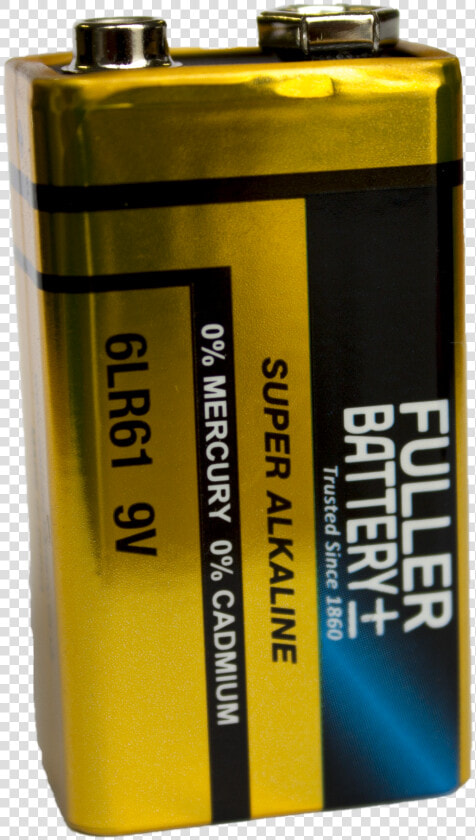 FULLER
BATTERY+
Trusted Since 1860
SUPER ALKALINE
0% MERCURY 0% CADMIUM
6LR61 9V